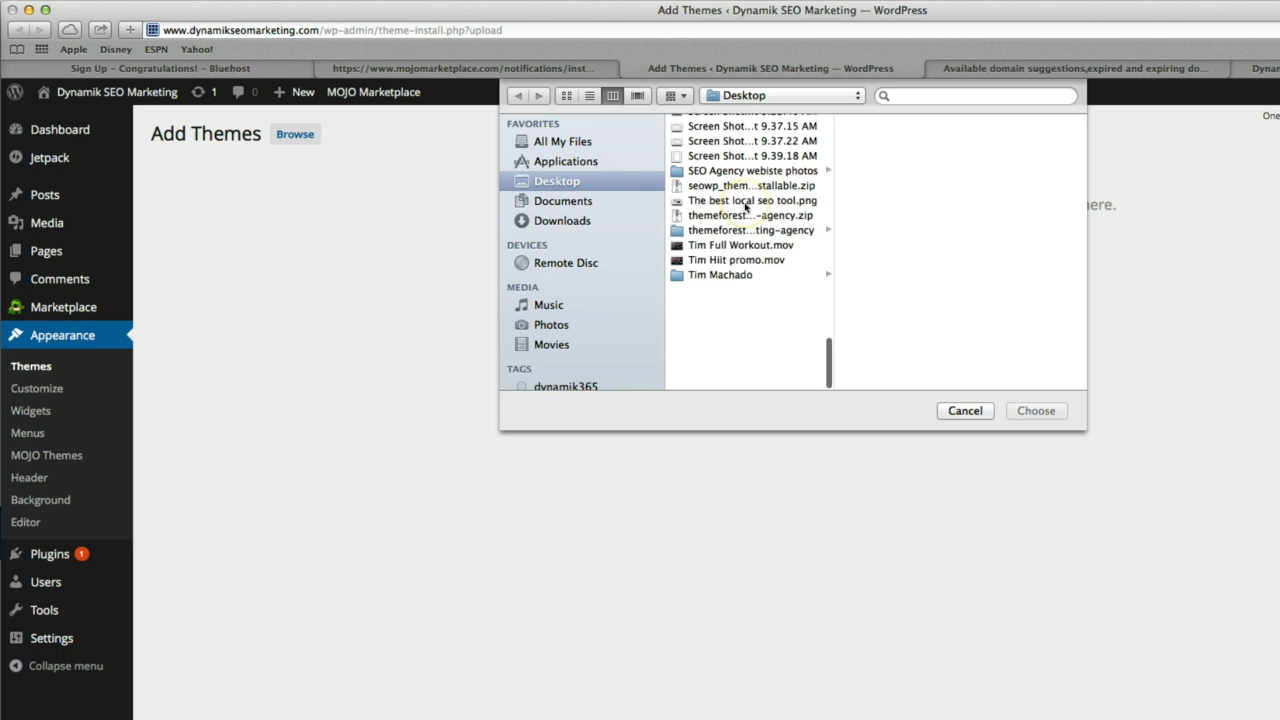 Add Themes ‹ Dynamik SEO Marketing — WordPress
www.dynamikseomarketing.com/wp-admin/theme-install.php?upload
Apple Disney ESPN Yahoo!
Sign Up – Congratulations! – Bluehost
https://www.mojomarketplace.com/notifications/inst...
Add Themes ‹ Dynamik SEO Marketing — WordPress
Available domain suggestions,expired and expiring do...
Dynan
Dynamik SEO Marketing 1 0 New MOJO Marketplace
Desktop
One
Dashboard
Jetpack
Posts
Media
Pages
Comments
Marketplace
Appearance
Themes
Customize
Widgets
Menus
MOJO Themes
Header
Background
Editor
Plugins 1
Users
Tools
Settings
Collapse menu
Add Themes Browse
FAVORITES
All My Files
Applications
Desktop
Documents
Downloads
DEVICES
Remote Disc
MEDIA
Music
Photos
Movies
TAGS
dynamik365
Screen Shot...t 9.37.15 AM
Screen Shot...t 9.37.22 AM
Screen Shot...t 9.39.18 AM
SEO Agency webiste photos
seowp_them...stallable.zip
The best local seo tool.png
themeforest...-agency.zip
themeforest...ting-agency
Tim Full Workout.mov
Tim Hiit promo.mov
Tim Machado
here.
Cancel Choose